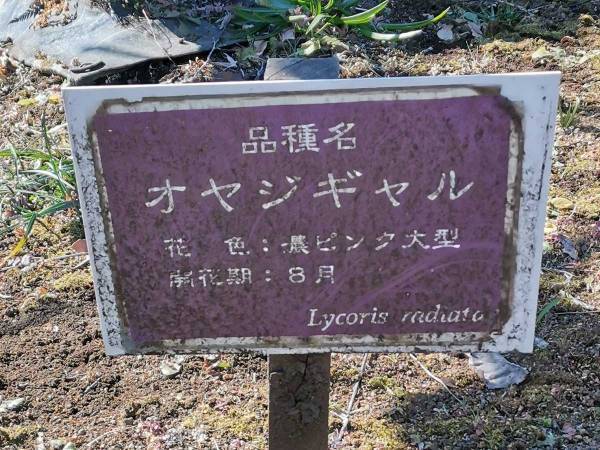 品種名
オヤジギャル
花色：濃ピンク大型
開花期：8月
Lycoris radiata